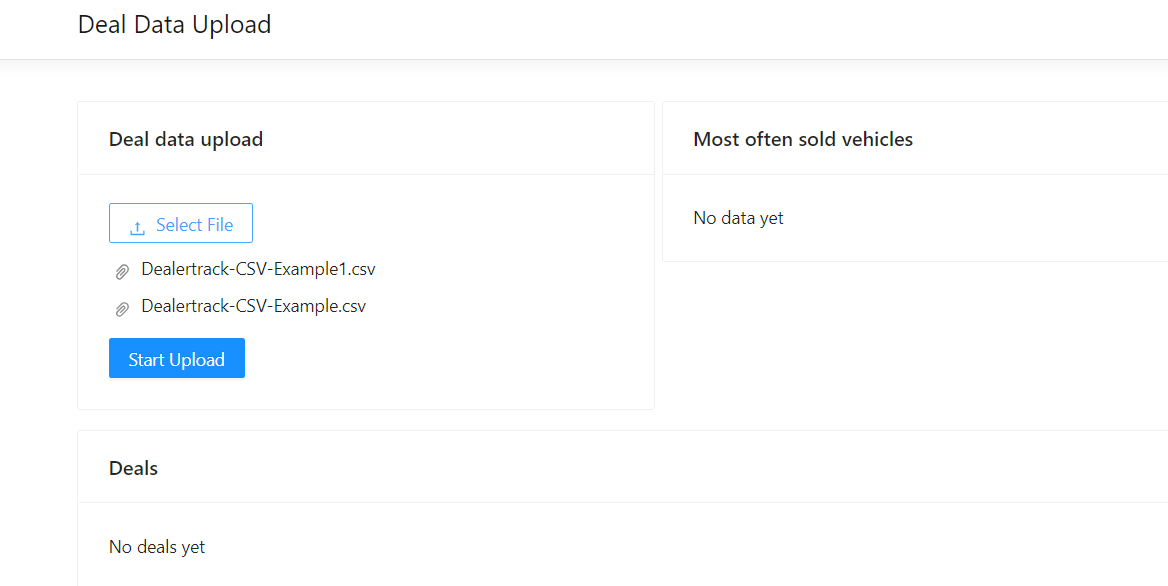 Deal Data Upload
Deal data upload
Select File
Dealertrack-CSV-Example1.csv
Dealertrack-CSV-Example.csv
Start Upload
Most often sold vehicles
No data yet
Deals
No deals yet